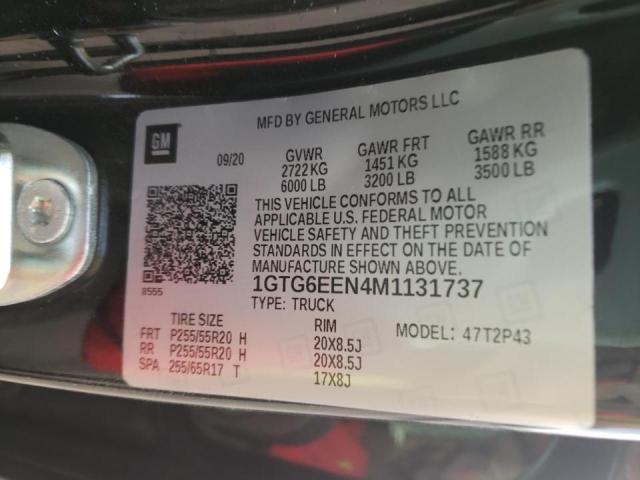 MFD BY GENERAL MOTORS LLC
GM
09/20
GVWR GAWR FRT GAWR RR
2722 KG 1451 KG 1588 KG
6000 LB 3200 LB 3500 LB
THIS VEHICLE CONFORMS TO ALL
APPLICABLE U.S. FEDERAL MOTOR
VEHICLE SAFETY AND THEFT PREVENTION
STANDARDS IN EFFECT ON THE DATE OF
MANUFACTURE SHOWN ABOVE.
8555
1GTG6EEN4M1131737
TYPE: TRUCK
TIRE SIZE RIM MODEL: 47T2P43
FRT P255/55R20 H 20X8.5J
RR P255/55R20 H 20X8.5J
SPA 255/65R17 T 17X8J